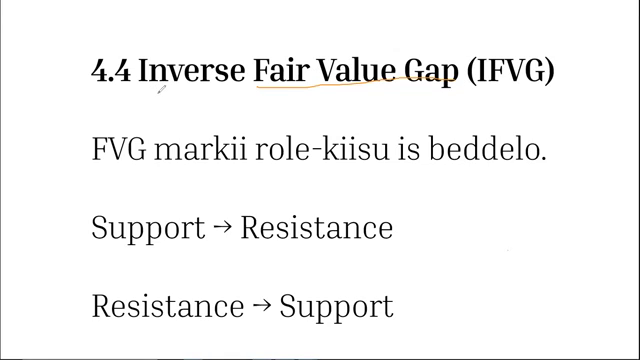 4.4 Inverse Fair Value Gap (IFVG)
FVG markii role-kiisu is beddelo.
Support → Resistance
Resistance → Support